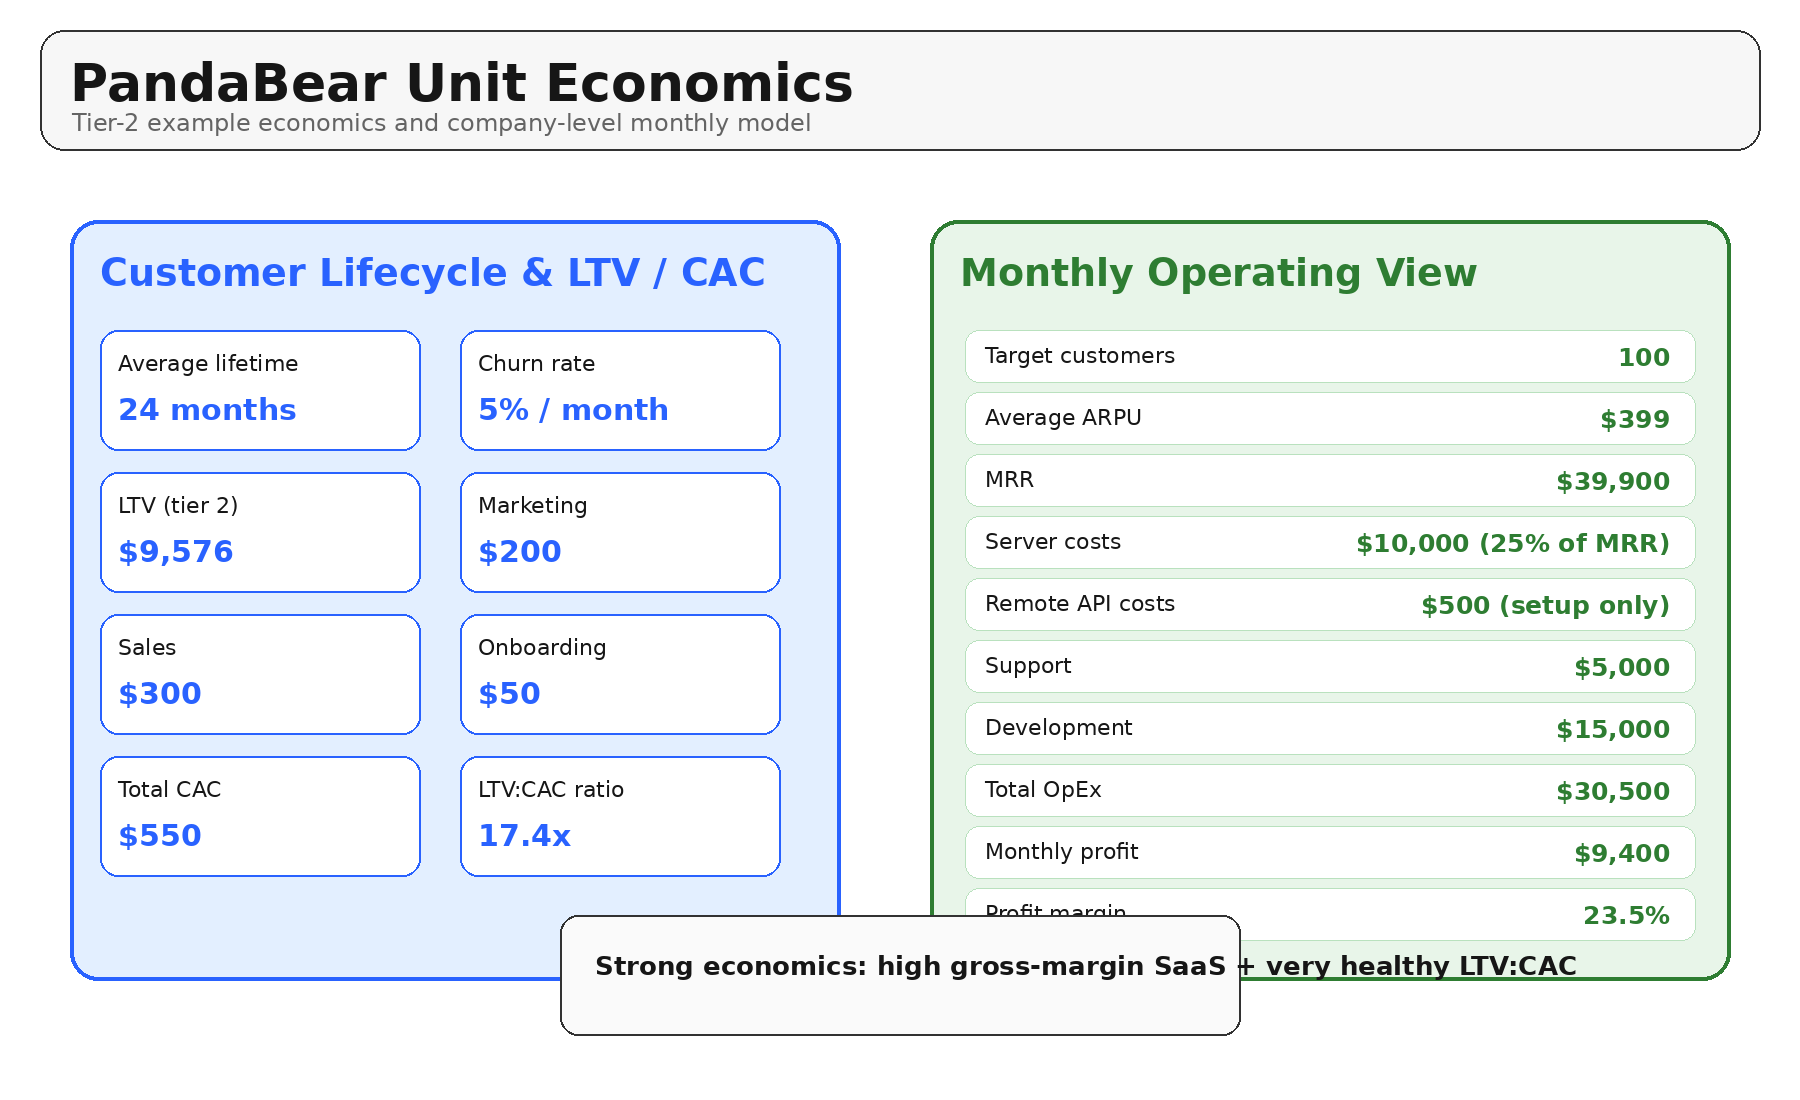 PandaBear Unit Economics
Tier-2 example economics and company-level monthly model
Customer Lifecycle & LTV / CAC
Average lifetime
24 months
Churn rate
5% / month
LTV (tier 2)
$9,576
Marketing
$200
Sales
$300
Onboarding
$50
Total CAC
$550
LTV:CAC ratio
17.4x
Monthly Operating View
Target customers
100
Average ARPU
$399
MRR
$39,900
Server costs
$10,000 (25% of MRR)
Remote API costs
$500 (setup only)
Support
$5,000
Development
$15,000
Total OpEx
$30,500
Monthly profit
$9,400
Profit margin
23.5%
Strong economics: high gross-margin SaaS + very healthy LTV:CAC